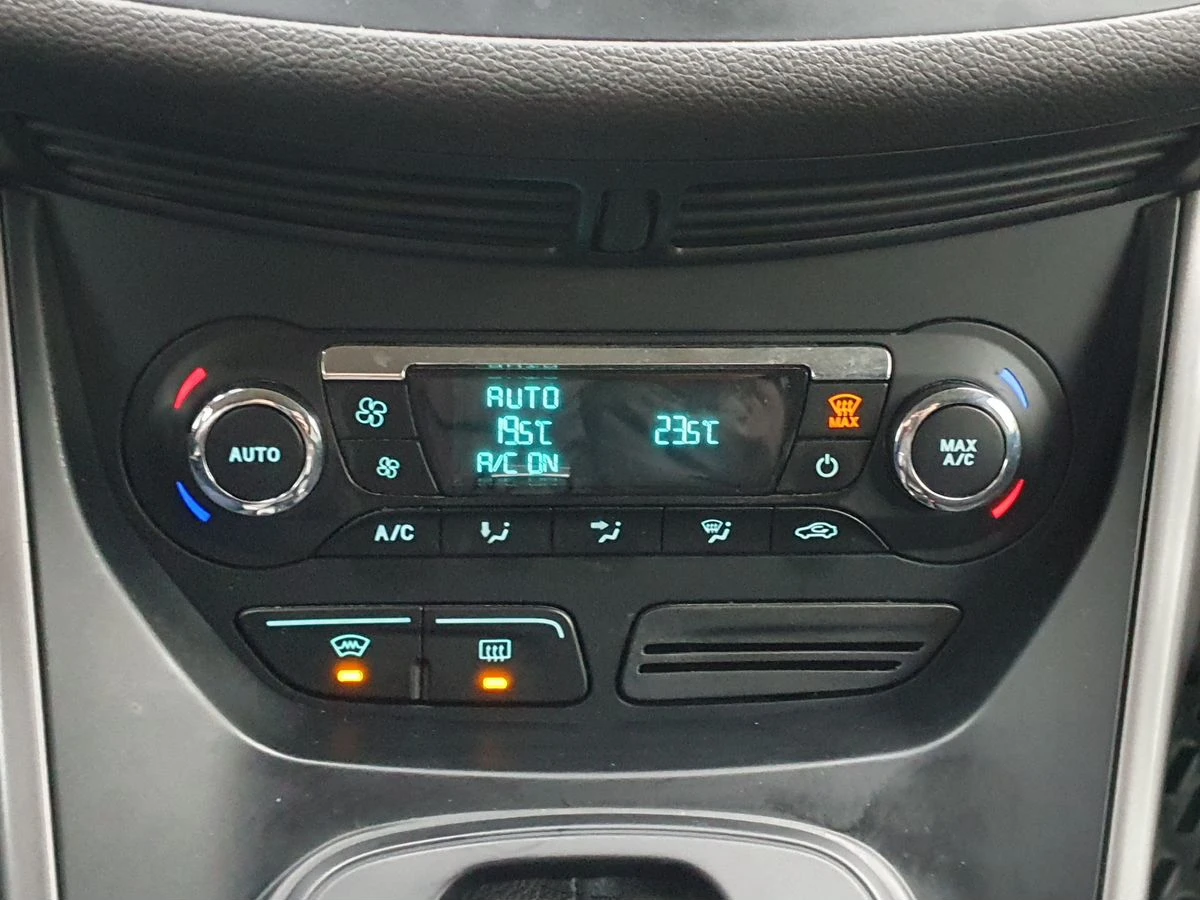 AUTO
AUTO
19.5°C
A/C ON
23.5°C
MAX
MAX
A/C
A/C